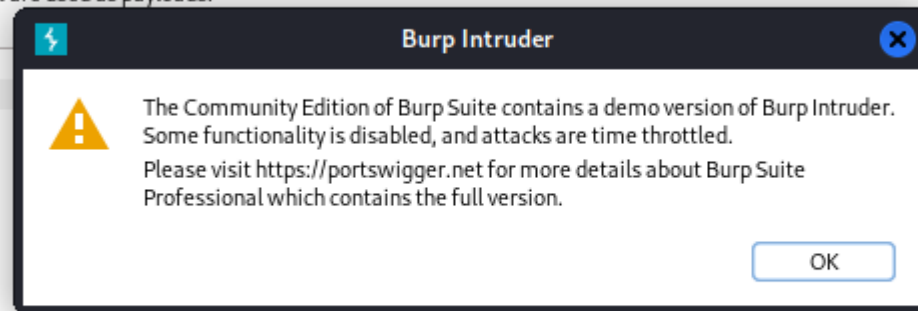 Burp Intruder
The Community Edition of Burp Suite contains a demo version of Burp Intruder.
Some functionality is disabled, and attacks are time throttled.
Please visit https://portswigger.net for more details about Burp Suite
Professional which contains the full version.
OK